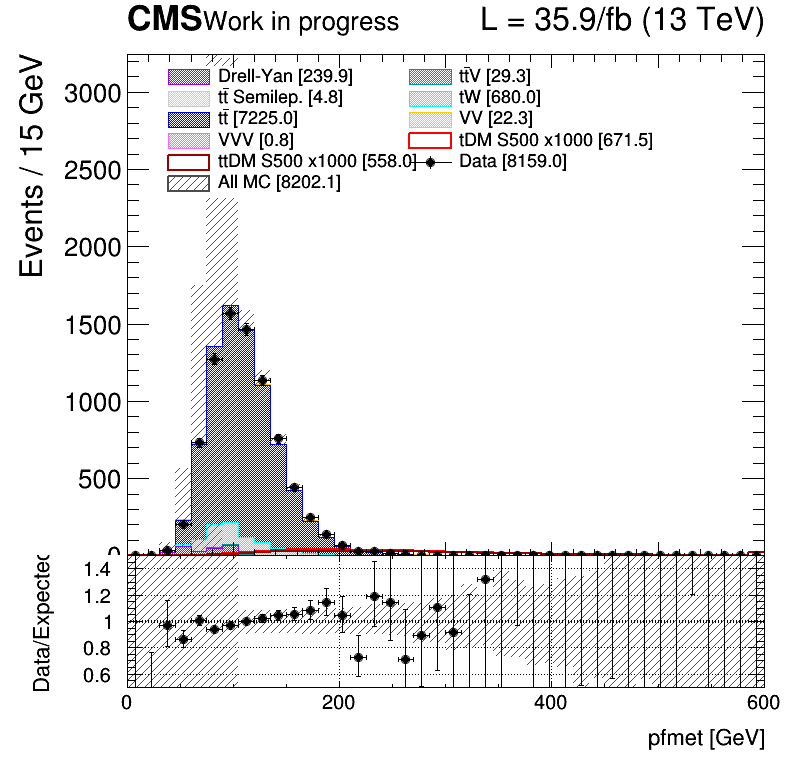 CMS Work in progress L = 35.9/fb (13 TeV)
Events / 15 GeV
Drell-Yan [239.9] tt̄V [29.3]
tt̄ Semilep. [4.8] tW [680.0]
tt̄ [7225.0] VV [22.3]
VVV [0.8] tDM S500 x1000 [671.5]
ttDM S500 x1000 [558.0] Data [8159.0]
All MC [8202.1]
3000
2500
2000
1500
1000
500
0
Data/Expected
1.4
1.2
1
0.8
0.6
0 200 400 600
pfmet [GeV]